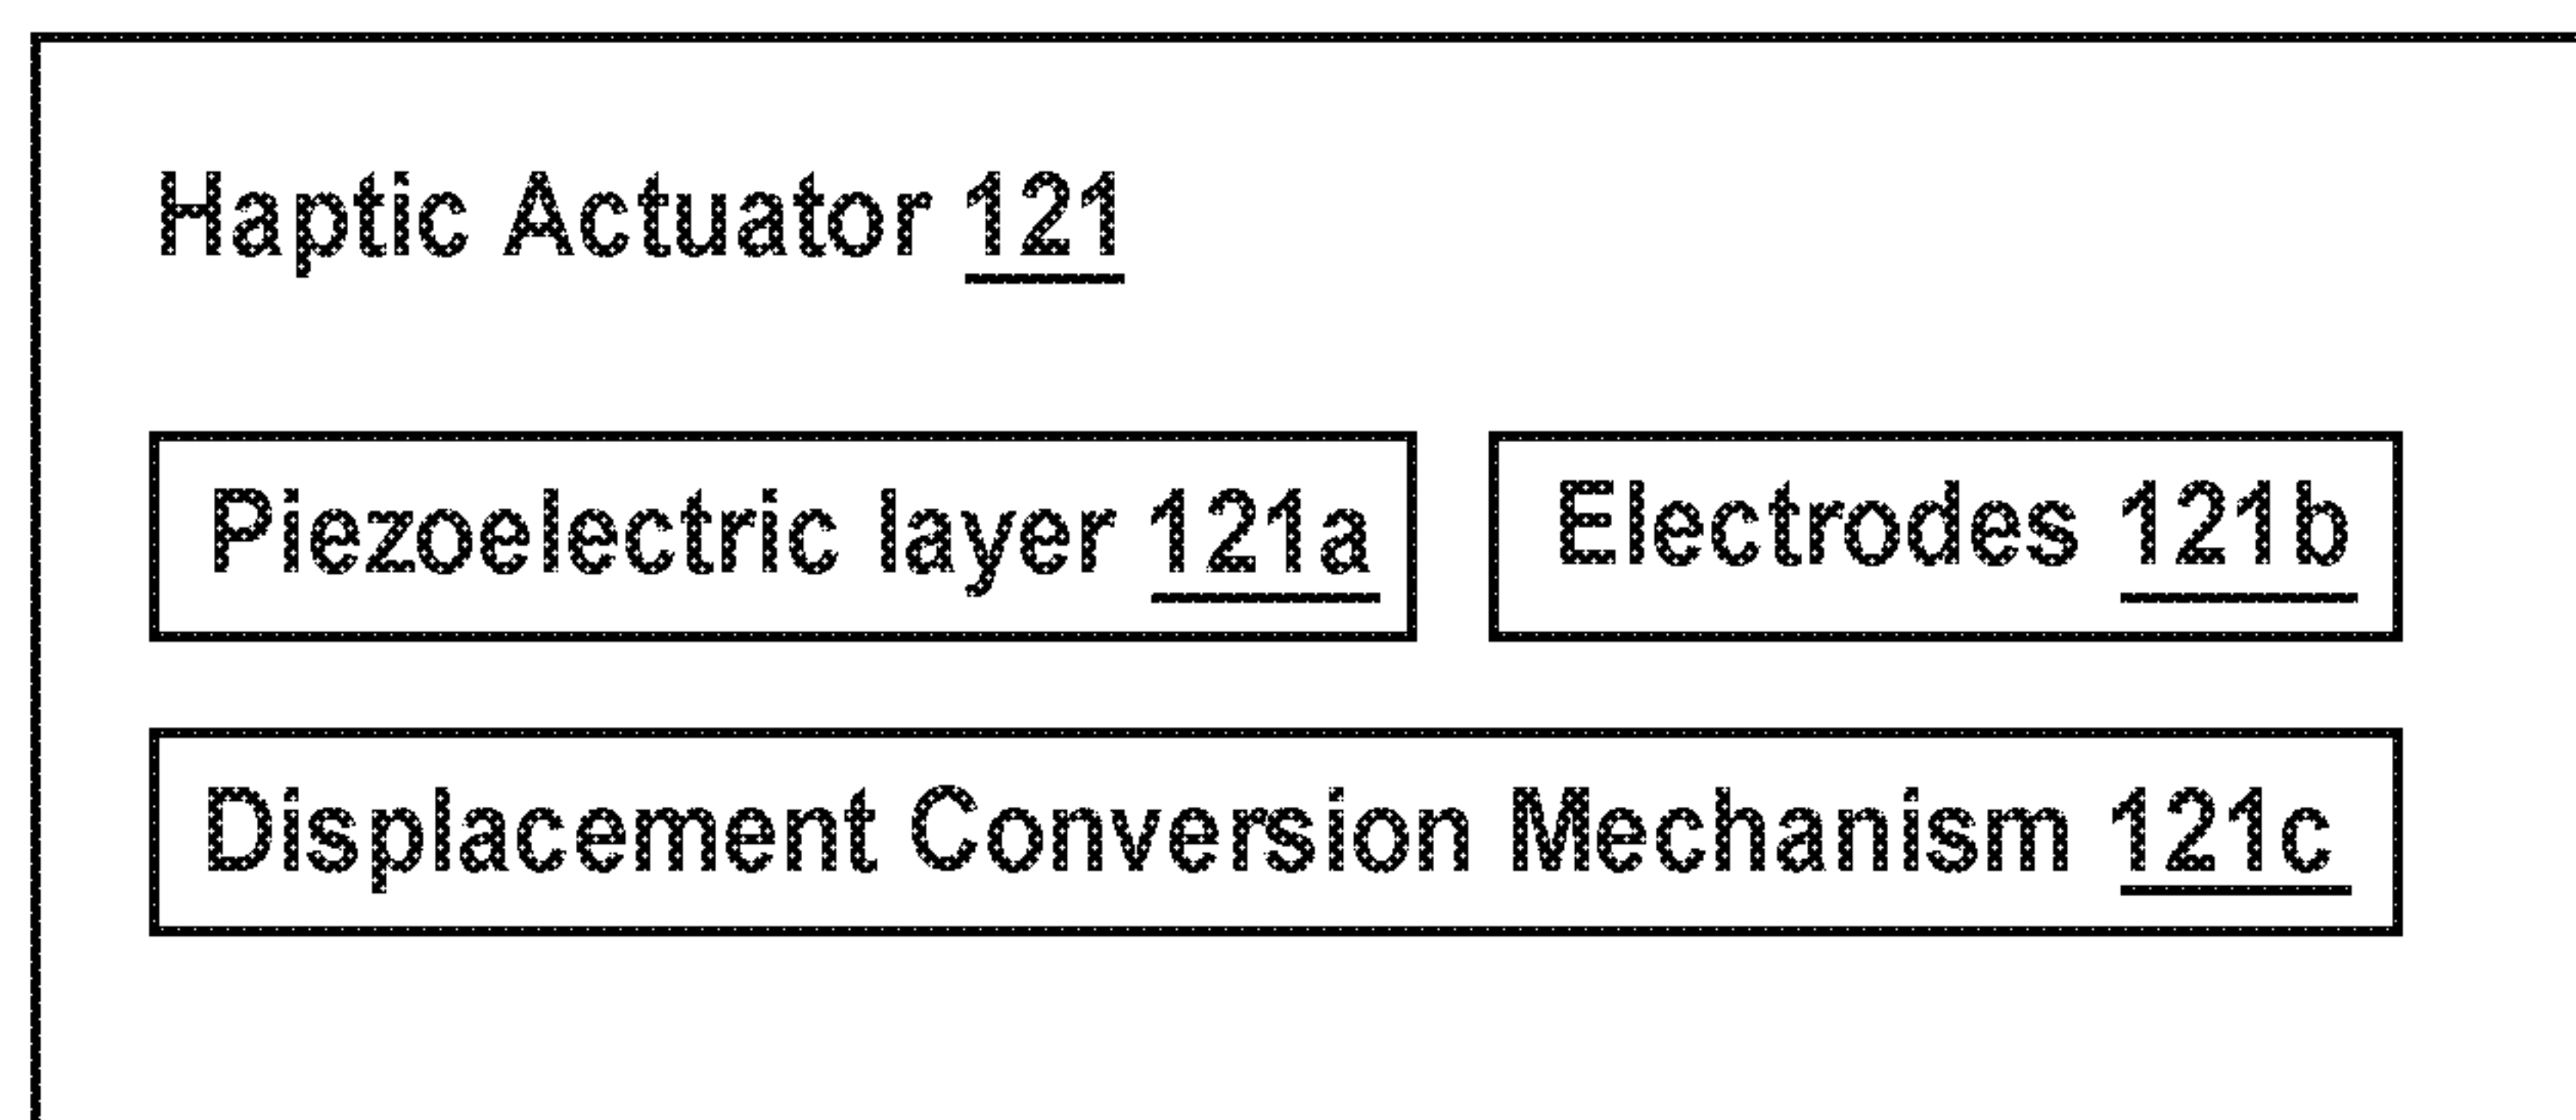 Haptic Actuator 121
Piezoelectric layer 121a
Electrodes 121b
Displacement Conversion Mechanism 121c